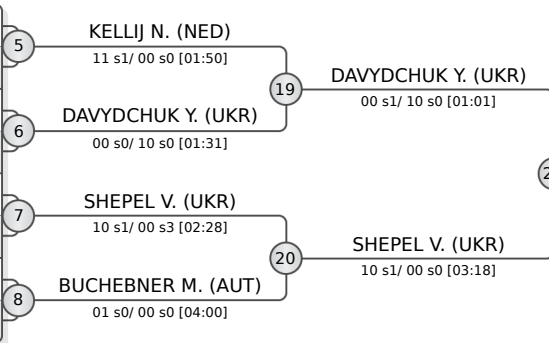 KELLIJ N. (NED)
5
11 s1/ 00 s0 [01:50]
DAVYDCHUK Y. (UKR)
19
00 s1/ 10 s0 [01:01]
DAVYDCHUK Y. (UKR)
6
00 s0/ 10 s0 [01:31]
SHEPEL V. (UKR)
7
10 s1/ 00 s3 [02:28]
SHEPEL V. (UKR)
20
10 s1/ 00 s0 [03:18]
BUCHEBNER M. (AUT)
8
01 s0/ 00 s0 [04:00]